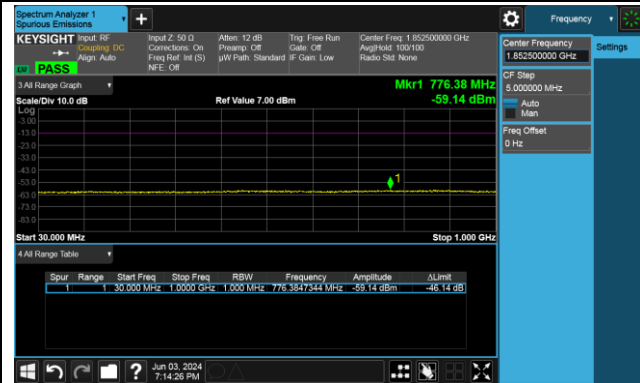 Spectrum Analyzer 1
Spurious Emissions
Frequency
KEYSIGHT Input: RF Input Z: 50 Ω Atten: 12 dB Trig: Free Run Center Freq: 1.852500000 GHz
Coupling: DC Corrections: On Preamp: Off Gate: Off Avg|Hold: 100/100
Align: Auto Freq Ref: Int (S) µW Path: Standard IF Gain: Low Radio Std: None
NFE: Off
PASS
Center Frequency
1.852500000 GHz
Settings
CF Step
5.000000 MHz
Auto
Man
Freq Offset
0 Hz
3 All Range Graph
Mkr1 776.38 MHz
Scale/Div 10.0 dB Ref Value 7.00 dBm -59.14 dBm
Log
-3.00
-13.0
-23.0
-33.0
-43.0
-53.0
1
-63.0
-73.0
-83.0
Start 30.000 MHz Stop 1.000 GHz
4 All Range Table
Spur Range Start Freq Stop Freq RBW Frequency Amplitude ΔLimit
1 1 30.000 MHz 1.0000 GHz 1.000 MHz 776.3847344 MHz -59.14 dBm -46.14 dB
?
Jun 03, 2024
7:14:26 PM